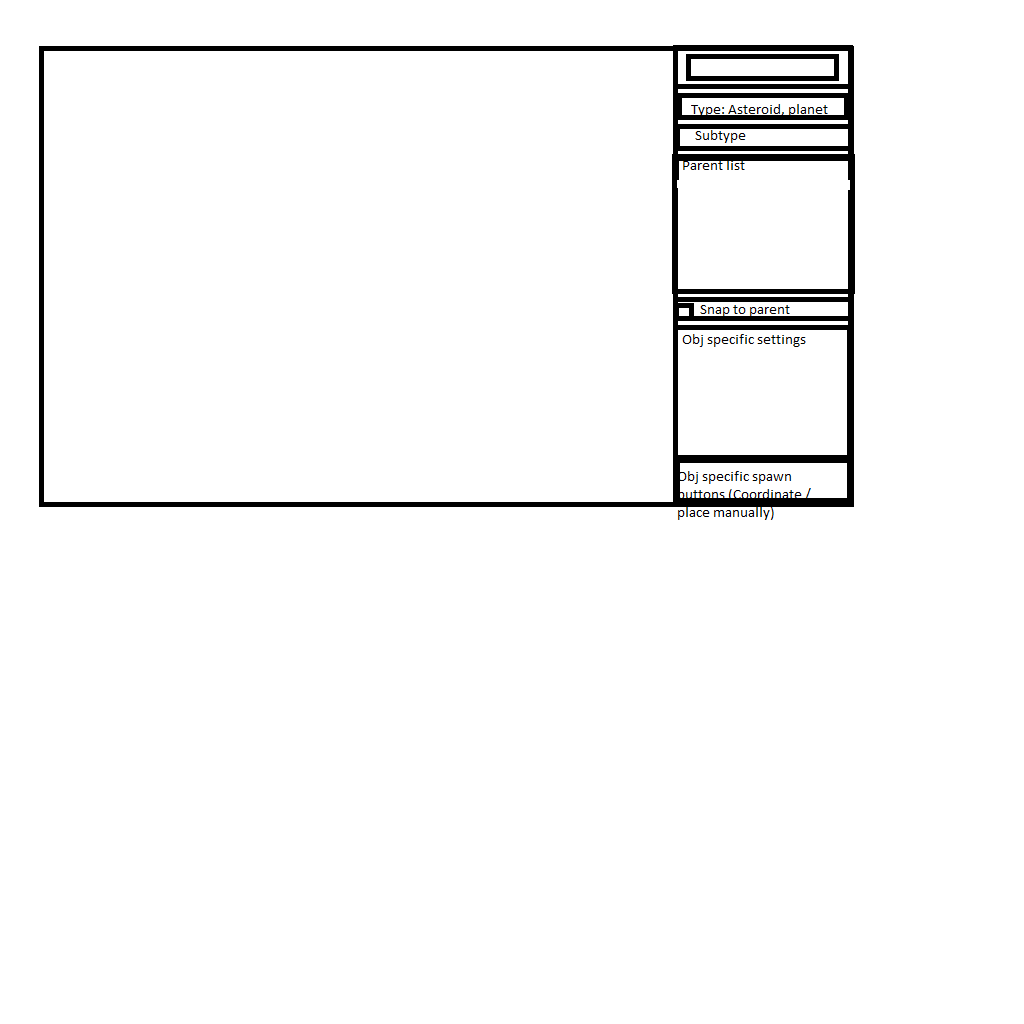 Type: Asteroid, planet
Subtype
Parent list
Snap to parent
Obj specific settings
Obj specific spawn
buttons (Coordinate /
place manually)